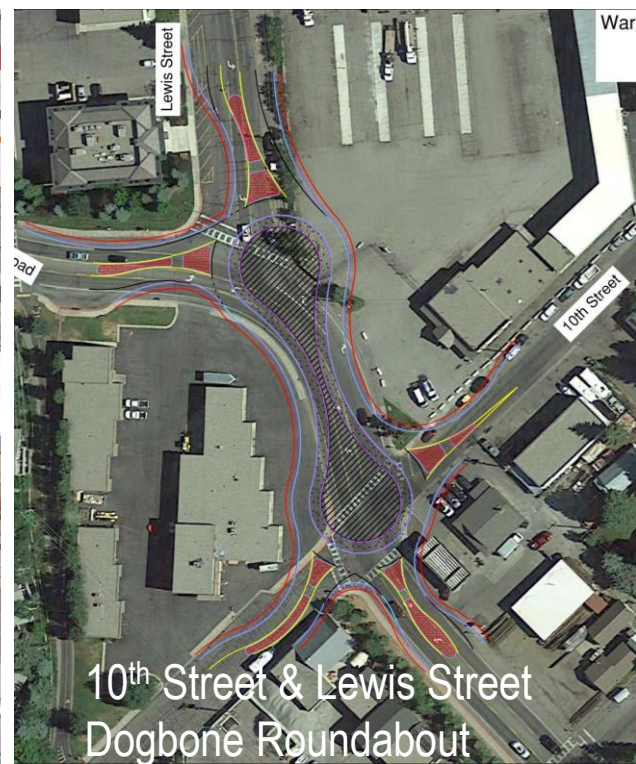 War
Lewis Street
oad
10th Street
10th Street & Lewis Street
Dogbone Roundabout